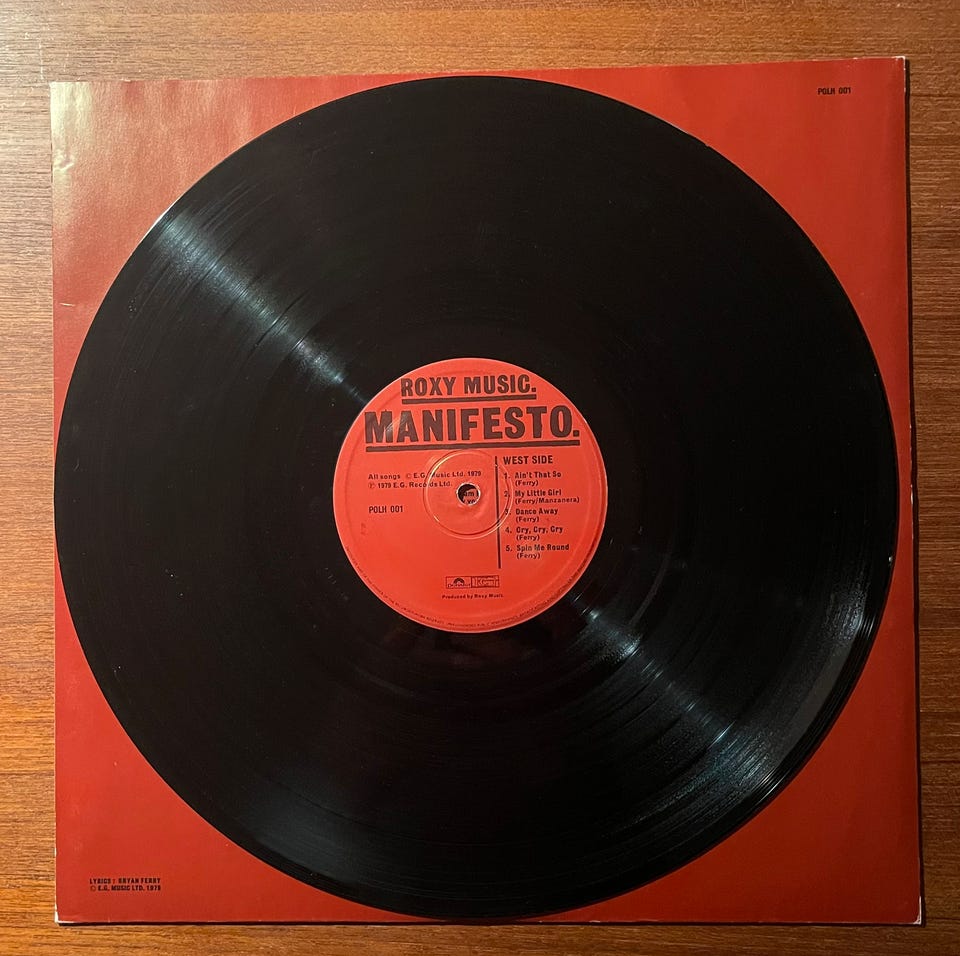 POLH 001
ROXY MUSIC.
MANIFESTO.
WEST SIDE
All songs © E.G. Music Ltd. 1979
℗ 1979 E.G. Records Ltd.
POLH 001
1. Ain't That So
(Ferry)
2. My Little Girl
(Ferry/Manzanera)
3. Dance Away
(Ferry)
4. Cry, Cry, Cry
(Ferry)
5. Spin Me Round
(Ferry)
Produced by Roxy Music
LYRICS : BRYAN FERRY
© E.G. MUSIC LTD. 1979